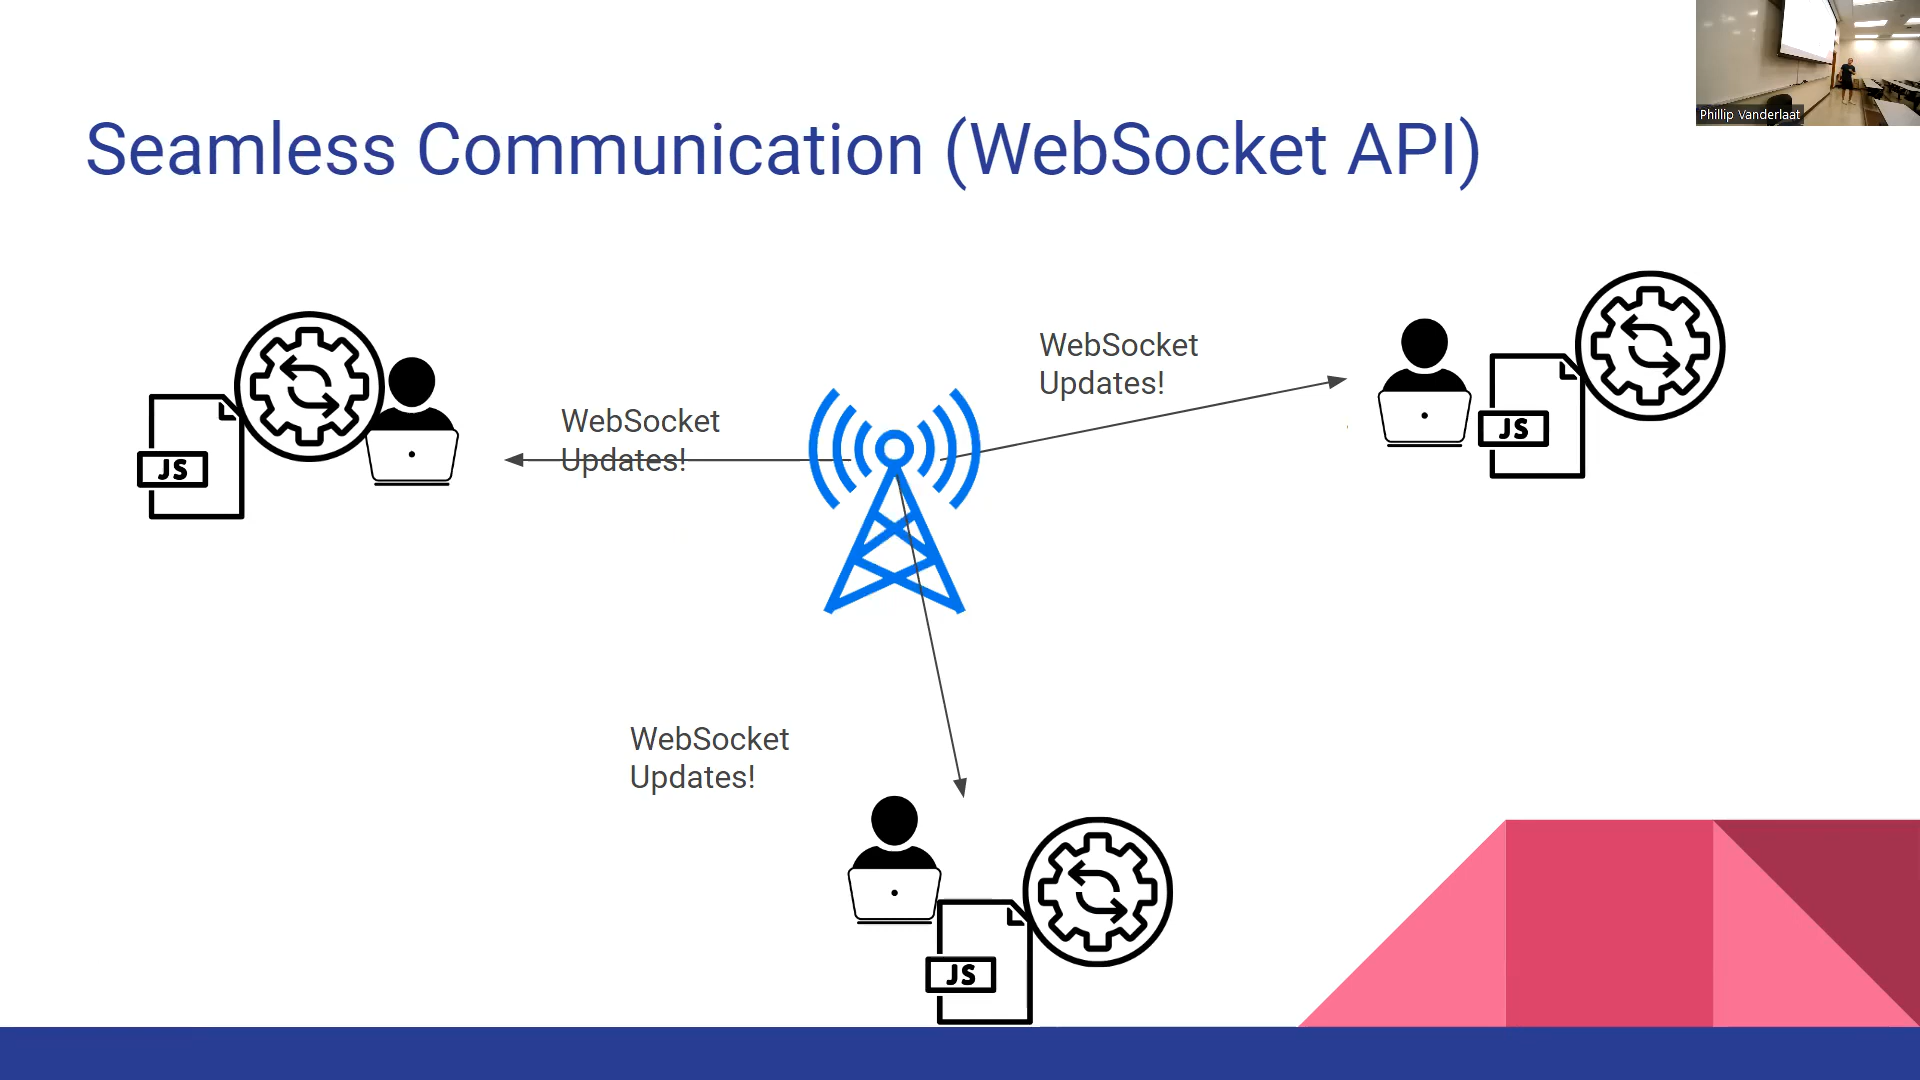 Phillip Vanderlaat
Seamless Communication (WebSocket API)
WebSocket
Updates!
WebSocket
Updates!
WebSocket
Updates!
JS
JS
JS